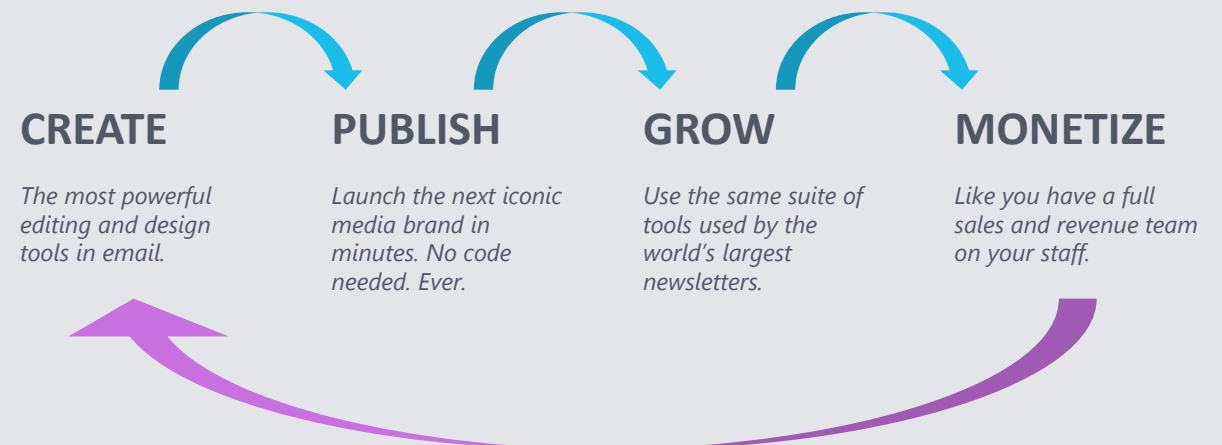 CREATE
The most powerful
editing and design
tools in email.
PUBLISH
Launch the next iconic
media brand in
minutes. No code
needed. Ever.
GROW
Use the same suite of
tools used by the
world's largest
newsletters.
MONETIZE
Like you have a full
sales and revenue team
on your staff.